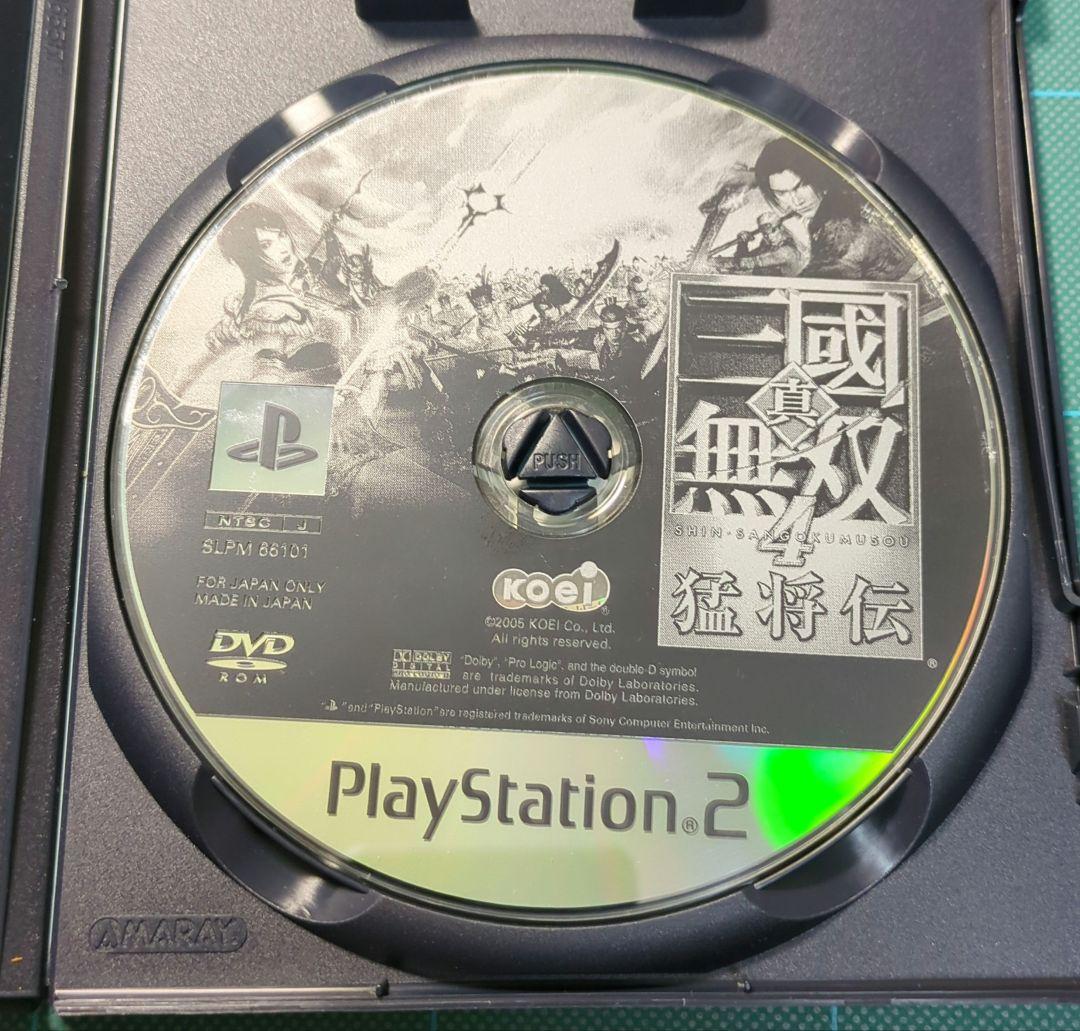 三國
真
無双
4
SHIN・SANGOKUMUSOU
猛将伝
®
PUSH
NTSC J
SLPM 66101
FOR JAPAN ONLY
MADE IN JAPAN
DVD
ROM
KOEI
®
©2005 KOEI Co., Ltd.
All rights reserved.
DOLBY
DIGITAL
"Dolby", "Pro Logic", and the double-D symbol
are trademarks of Dolby Laboratories.
Manufactured under license from Dolby Laboratories.
" " and "PlayStation" are registered trademarks of Sony Computer Entertainment Inc.
PlayStation®2
AMARAY